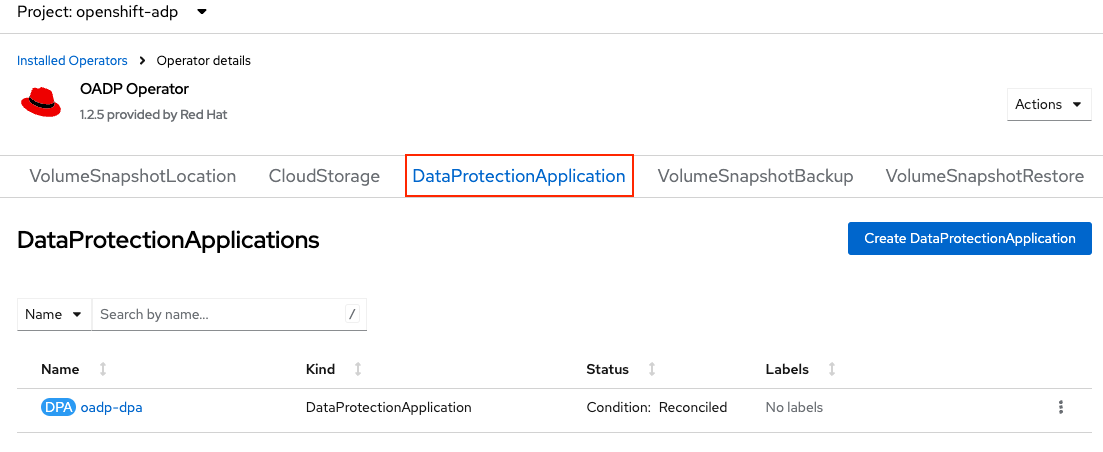 Project: openshift-adp
Installed Operators Operator details
OADP Operator
1.2.5 provided by Red Hat
Actions
VolumeSnapshotLocation CloudStorage DataProtectionApplication VolumeSnapshotBackup VolumeSnapshotRestore
DataProtectionApplications
Create DataProtectionApplication
Name Search by name... /
Name Kind Status Labels
DPA oadp-dpa DataProtectionApplication Condition: Reconciled No labels